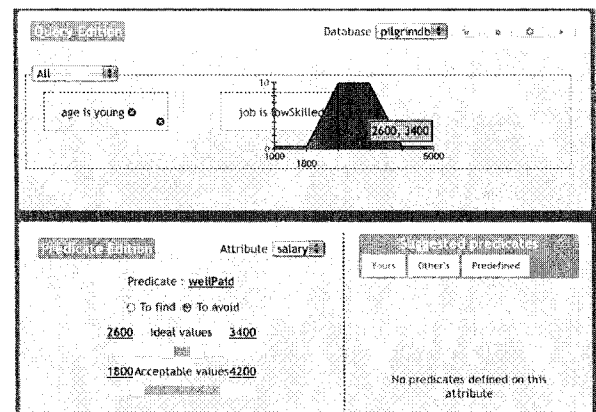 Query Edition
Database pilgrimdb
All
age is young
job is lowSkilled
10
2600, 3400
0
1000
1800
6000
Predicate Edition
Attribute salary
Suggested predicates
Yours Other's Predefined
Predicate : wellPaid
To find To avoid
2600 Ideal values 3400
1800 Acceptable values 4200
No predicates defined on this
attribute